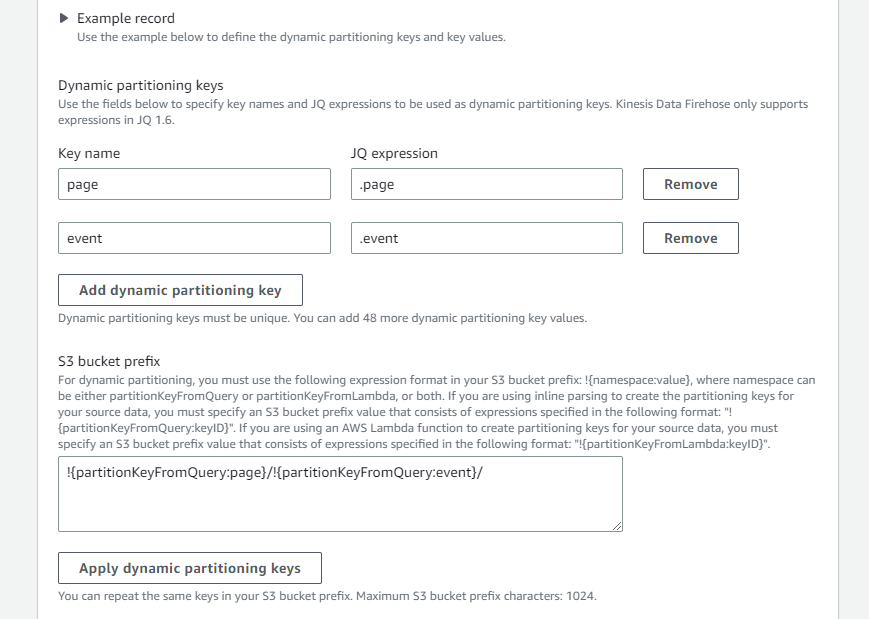 Example record
Use the example below to define the dynamic partitioning keys and key values.
Dynamic partitioning keys
Use the fields below to specify key names and JQ expressions to be used as dynamic partitioning keys. Kinesis Data Firehose only supports
expressions in JQ 1.6.
Key name JQ expression
page .page Remove
event .event Remove
Add dynamic partitioning key
Dynamic partitioning keys must be unique. You can add 48 more dynamic partitioning key values.
S3 bucket prefix
For dynamic partitioning, you must use the following expression format in your S3 bucket prefix: !{namespace:value}, where namespace can
be either partitionKeyFromQuery or partitionKeyFromLambda, or both. If you are using inline parsing to create the partitioning keys for
your source data, you must specify an S3 bucket prefix value that consists of expressions specified in the following format: "!
{partitionKeyFromQuery:keyID}". If you are using an AWS Lambda function to create partitioning keys for your source data, you must
specify an S3 bucket prefix value that consists of expressions specified in the following format: "!{partitionKeyFromLambda:keyID}".
!{partitionKeyFromQuery:page}/!{partitionKeyFromQuery:event}/
Apply dynamic partitioning keys
You can repeat the same keys in your S3 bucket prefix. Maximum S3 bucket prefix characters: 1024.